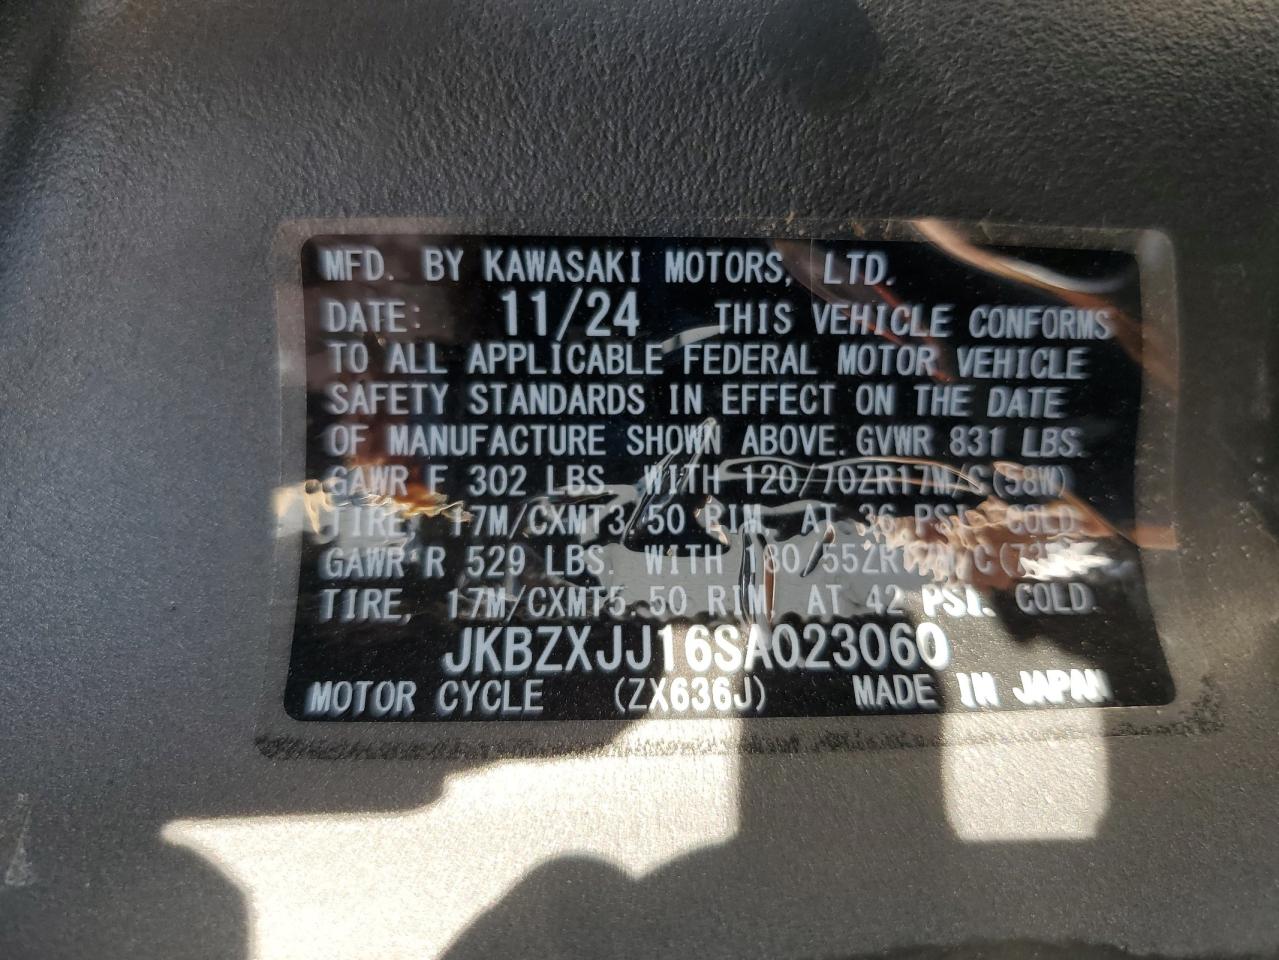 MFD. BY KAWASAKI MOTORS, LTD.
DATE: 11/24 THIS VEHICLE CONFORMS
TO ALL APPLICABLE FEDERAL MOTOR VEHICLE
SAFETY STANDARDS IN EFFECT ON THE DATE
OF MANUFACTURE SHOWN ABOVE. GVWR 831 LBS.
GAWR F 302 LBS. WITH 120/70ZR17M/C(58W)
TIRE, 17M/CXMT3.50 RIM, AT 36 PSI. COLD.
GAWR R 529 LBS. WITH 180/55ZR17M/C
TIRE, 17M/CXMT5.50 RIM, AT 42 PSI. COLD.
JKBZXJJ16SA023060
MOTOR CYCLE (ZX636J) MADE IN JAPAN